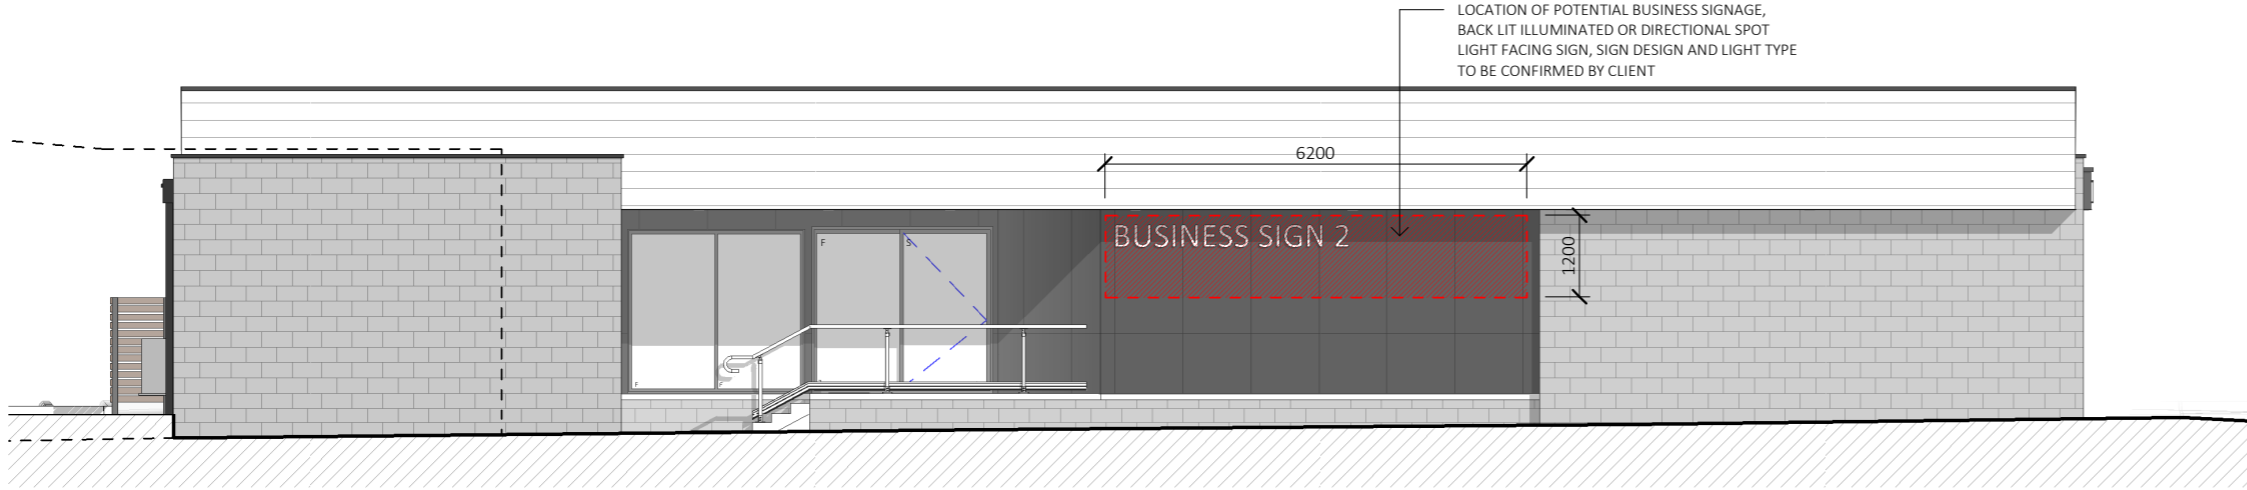 LOCATION OF POTENTIAL BUSINESS SIGNAGE,
BACK LIT ILLUMINATED OR DIRECTIONAL SPOT
LIGHT FACING SIGN, SIGN DESIGN AND LIGHT TYPE
TO BE CONFIRMED BY CLIENT
6200
BUSINESS SIGN 2
1200
F
S
F
F